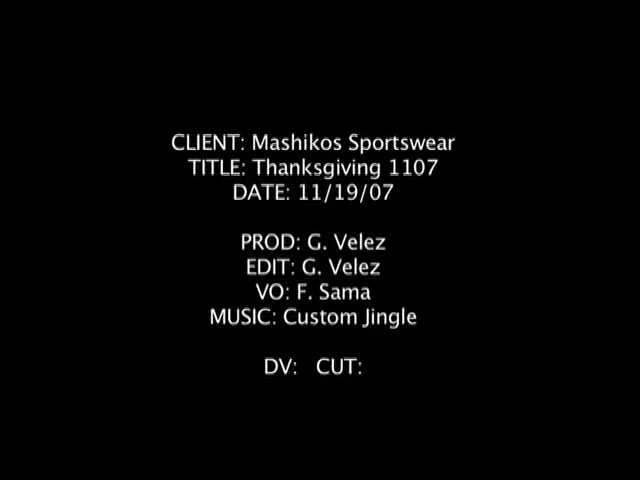 CLIENT: Mashikos Sportswear
TITLE: Thanksgiving 1107
DATE: 11/19/07
PROD: G. Velez
EDIT: G. Velez
VO: F. Sama
MUSIC: Custom Jingle
DV:   CUT: